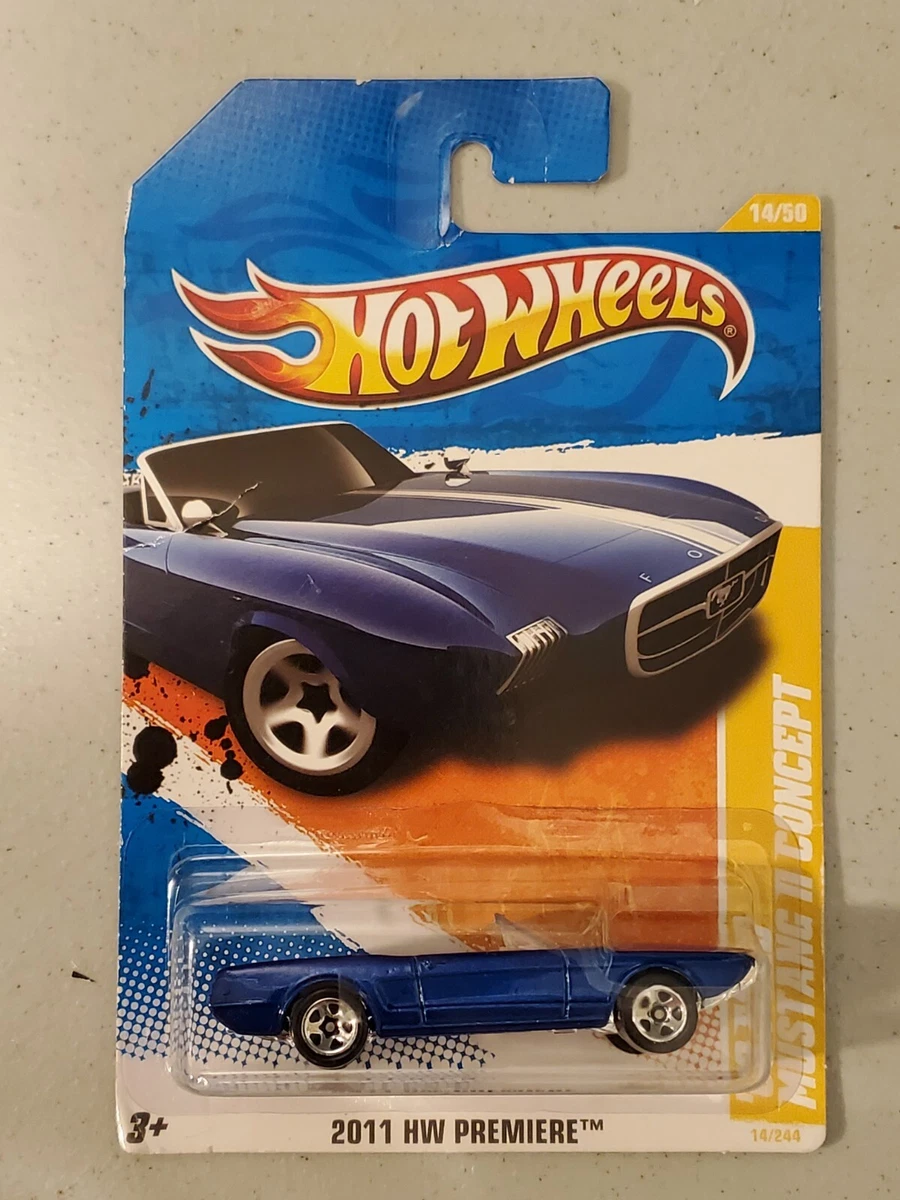 14/50
HOT WHEELS®
F O
MUSTANG II CONCEPT
3+
2011 HW PREMIERE™
14/244